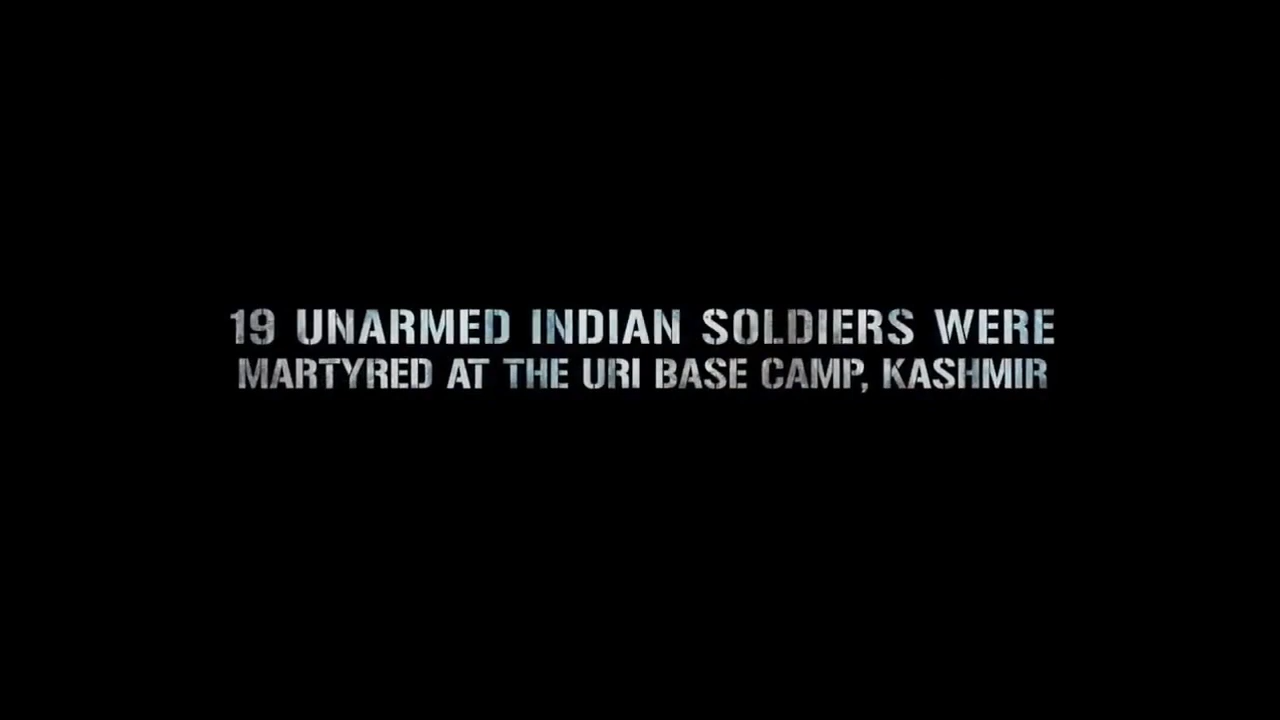 19 UNARMED INDIAN SOLDIERS WERE
MARTYRED AT THE URI BASE CAMP, KASHMIR